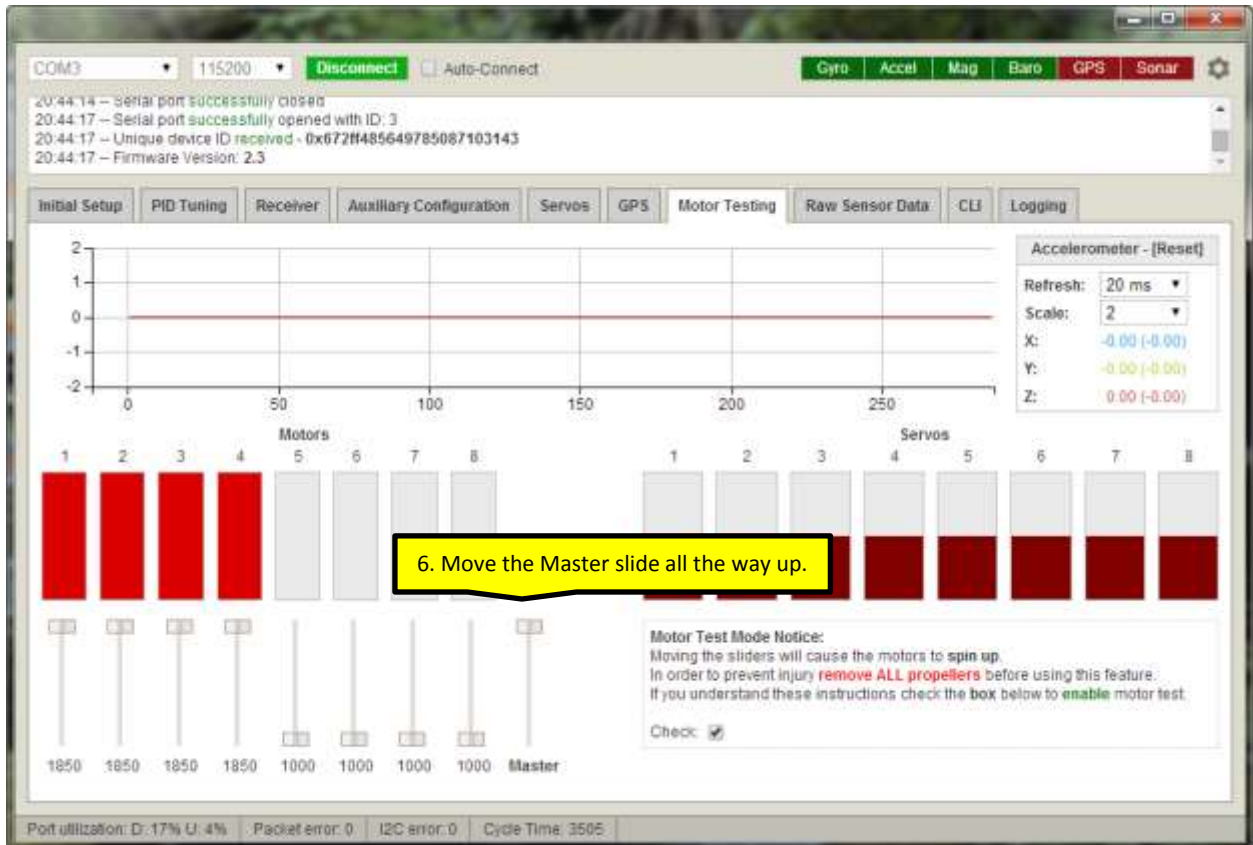 COM3 115200 Disconnect Auto-Connect Gyro Accel Mag Baro GPS Sonar
20:44:14 -- Serial port successfully closed
20:44:17 -- Serial port successfully opened with ID: 3
20:44:17 -- Unique device ID received - 0x672ff485649785087103143
20:44:17 -- Firmware Version: 2.3
Initial Setup PID Tuning Receiver Auxiliary Configuration Servos GPS Motor Testing Raw Sensor Data CLI Logging
2
1
0
-1
-2
0 50 100 150 200 250
Accelerometer - [Reset]
Refresh: 20 ms
Scale: 2
X: -0.00 (-0.00)
Y: -0.00 (-0.00)
Z: 0.00 (-0.00)
Motors
1 2 3 4 5 6 7 8
Servos
1 2 3 4 5 6 7 8
6. Move the Master slide all the way up.
1850 1850 1850 1850 1000 1000 1000 1000 Master
Motor Test Mode Notice:
Moving the sliders will cause the motors to spin up.
In order to prevent injury remove ALL propellers before using this feature.
If you understand these instructions check the box below to enable motor test.
Check:
Port utilization: D: 17% U: 4% Packet error: 0 I2C error: 0 Cycle Time: 3505